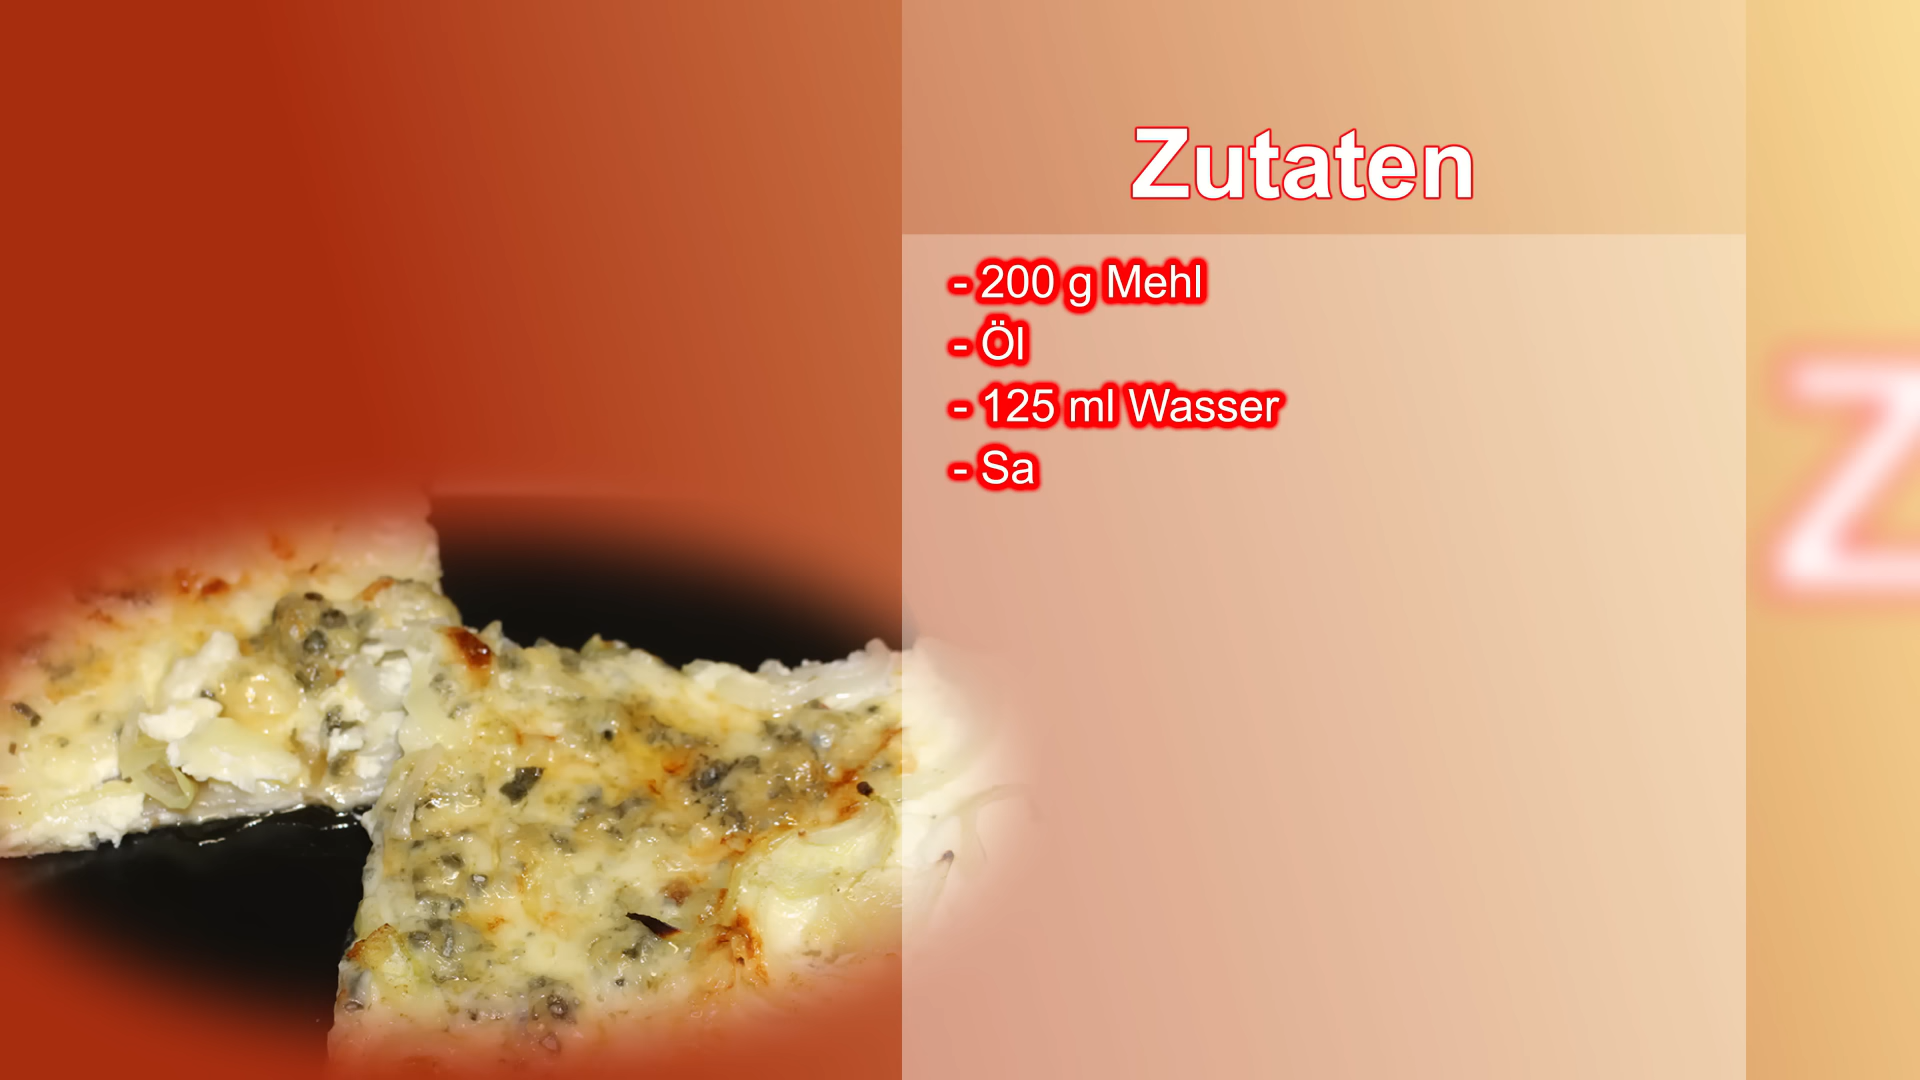 Zutaten
- 200 g Mehl
- Öl
- 125 ml Wasser
- Sa
Z